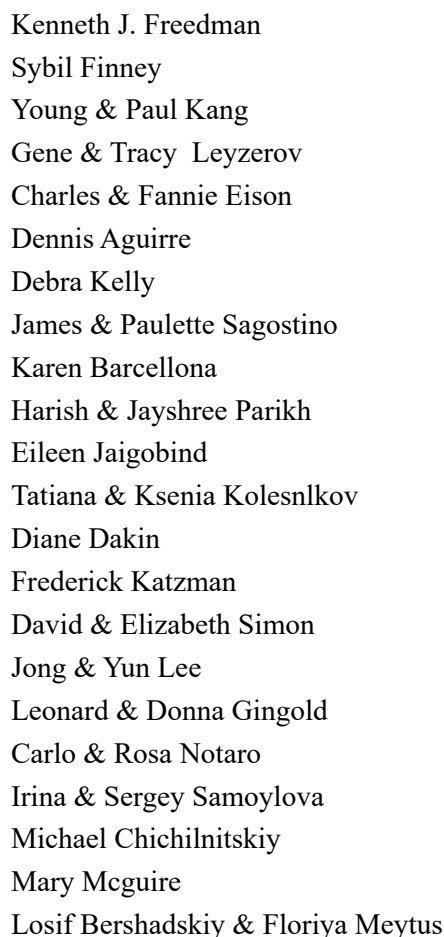 Kenneth J. Freedman
Sybil Finney
Young & Paul Kang
Gene & Tracy  Leyzerov
Charles & Fannie Eison
Dennis Aguirre
Debra Kelly
James & Paulette Sagostino
Karen Barcellona
Harish & Jayshree Parikh
Eileen Jaigobind
Tatiana & Ksenia Kolesnlkov
Diane Dakin
Frederick Katzman
David & Elizabeth Simon
Jong & Yun Lee
Leonard & Donna Gingold
Carlo & Rosa Notaro
Irina & Sergey Samoylova
Michael Chichilnitskiy
Mary Mcguire
Losif Bershadskiy & Floriya Meytus